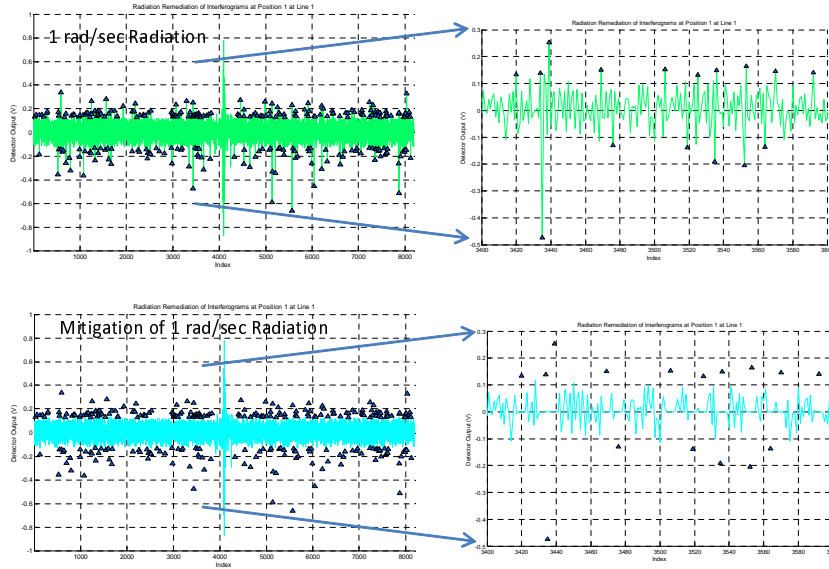 Radiation Remediation of Interferograms at Position 1 at Line 1
1 rad/sec Radiation
Detector Output (V)
1
0.8
0.6
0.4
0.2
0
-0.2
-0.4
-0.6
-0.8
-1
1000 2000 3000 4000 5000 6000 7000 8000
Index
Radiation Remediation of Interferograms at Position 1 at Line 1
Detector Output (V)
0.3
0.2
0.1
0
-0.1
-0.2
-0.3
-0.4
-0.5
3400 3420 3440 3460 3480 3500 3520 3540 3560 3580 3600
Index
Radiation Remediation of Interferograms at Position 1 at Line 1
Mitigation of 1 rad/sec Radiation
Detector Output (V)
1
0.8
0.6
0.4
0.2
0
-0.2
-0.4
-0.6
-0.8
-1
1000 2000 3000 4000 5000 6000 7000 8000
Index
Radiation Remediation of Interferograms at Position 1 at Line 1
Detector Output (V)
0.3
0.2
0.1
0
-0.1
-0.2
-0.3
-0.4
-0.5
3400 3420 3440 3460 3480 3500 3520 3540 3560 3580
Index